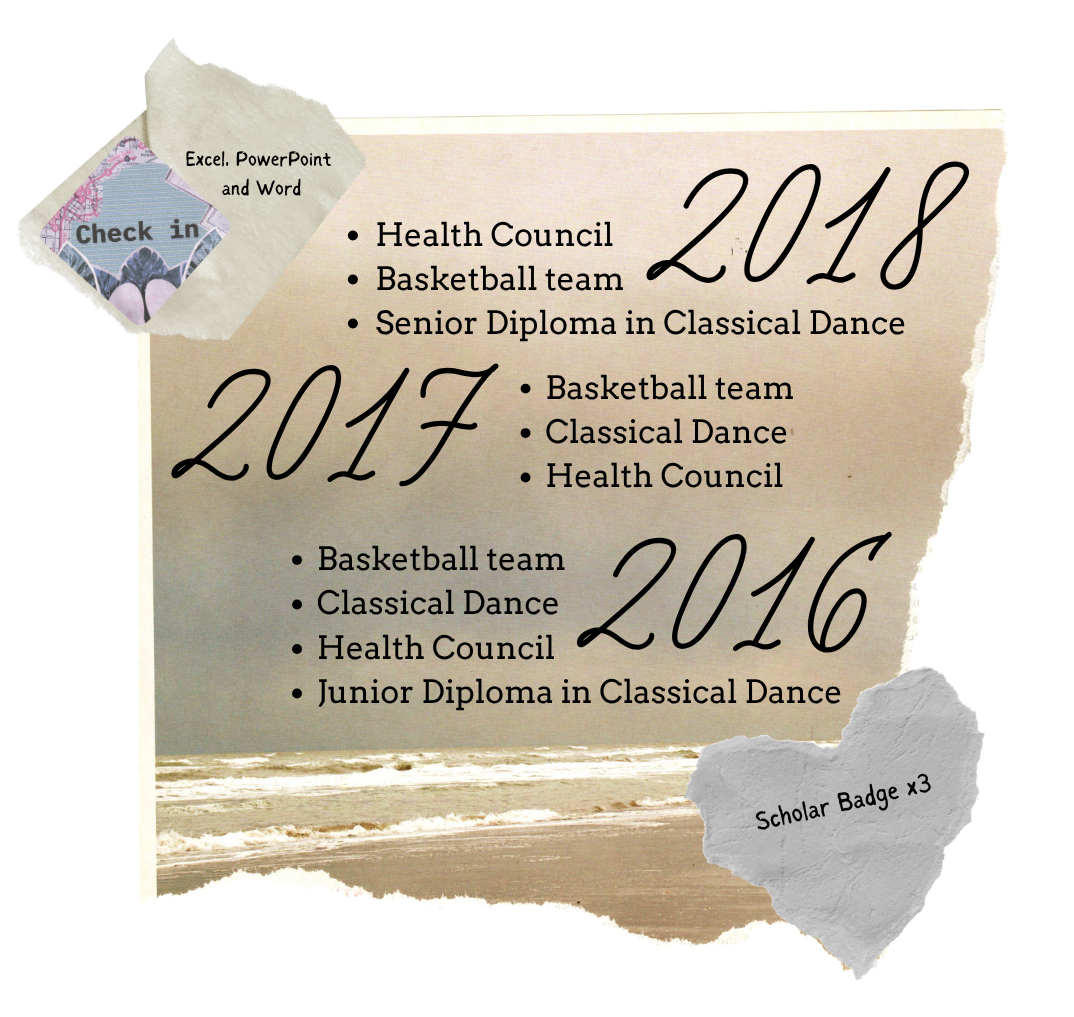 Excel, PowerPoint
and Word
Check in
2018
• Health Council
• Basketball team
• Senior Diploma in Classical Dance
2017
• Basketball team
• Classical Dance
• Health Council
2016
• Basketball team
• Classical Dance
• Health Council
• Junior Diploma in Classical Dance
Scholar Badge x3